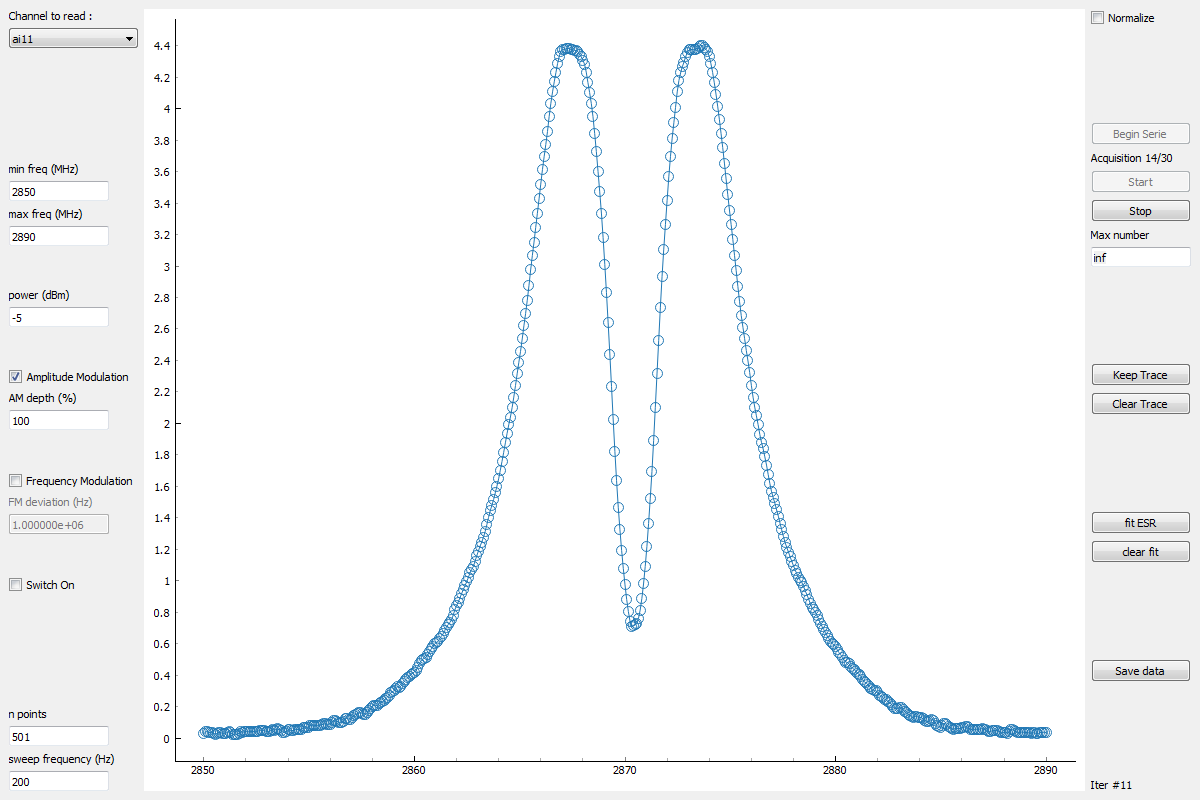 Channel to read :
ai11
min freq (MHz)
2850
max freq (MHz)
2890
power (dBm)
-5
Amplitude Modulation
AM depth (%)
100
Frequency Modulation
FM deviation (Hz)
1.000000e+06
Switch On
n points
501
sweep frequency (Hz)
200
4.4
4.2
4
3.8
3.6
3.4
3.2
3
2.8
2.6
2.4
2.2
2
1.8
1.6
1.4
1.2
1
0.8
0.6
0.4
0.2
0
2850 2860 2870 2880 2890
Normalize
Begin Serie
Acquisition 14/30
Start
Stop
Max number
inf
Keep Trace
Clear Trace
fit ESR
clear fit
Save data
Iter #11